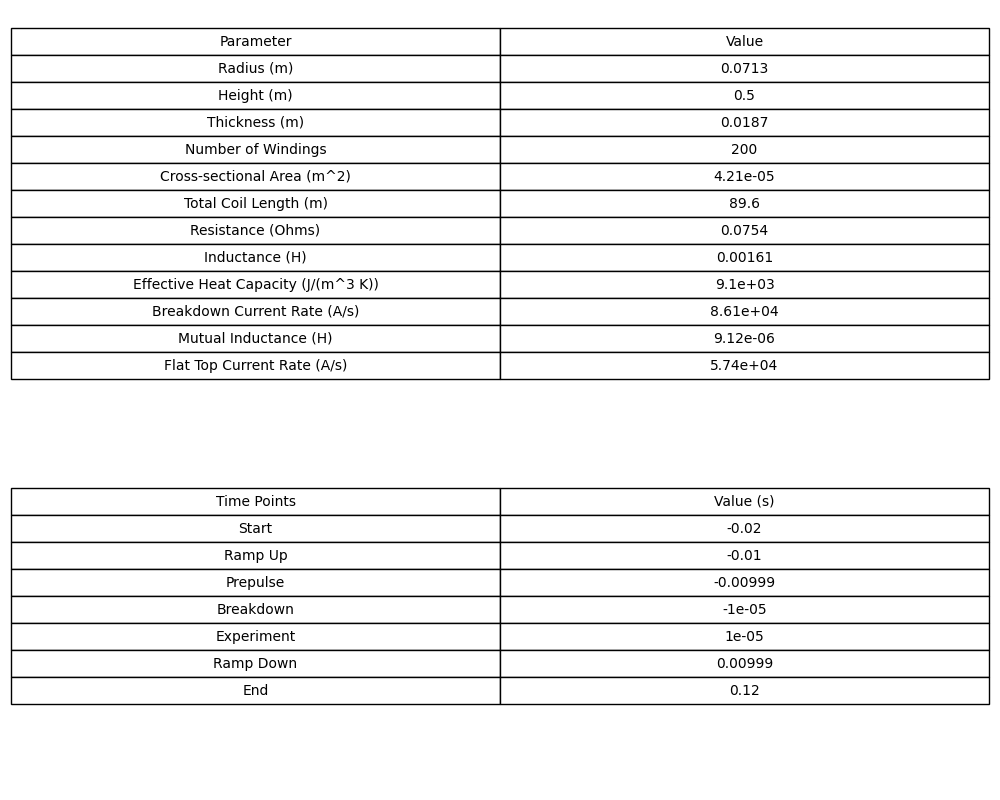 Parameter Value
Radius (m) 0.0713
Height (m) 0.5
Thickness (m) 0.0187
Number of Windings 200
Cross-sectional Area (m^2) 4.21e-05
Total Coil Length (m) 89.6
Resistance (Ohms) 0.0754
Inductance (H) 0.00161
Effective Heat Capacity (J/(m^3 K)) 9.1e+03
Breakdown Current Rate (A/s) 8.61e+04
Mutual Inductance (H) 9.12e-06
Flat Top Current Rate (A/s) 5.74e+04
Time Points Value (s)
Start -0.02
Ramp Up -0.01
Prepulse -0.00999
Breakdown -1e-05
Experiment 1e-05
Ramp Down 0.00999
End 0.12